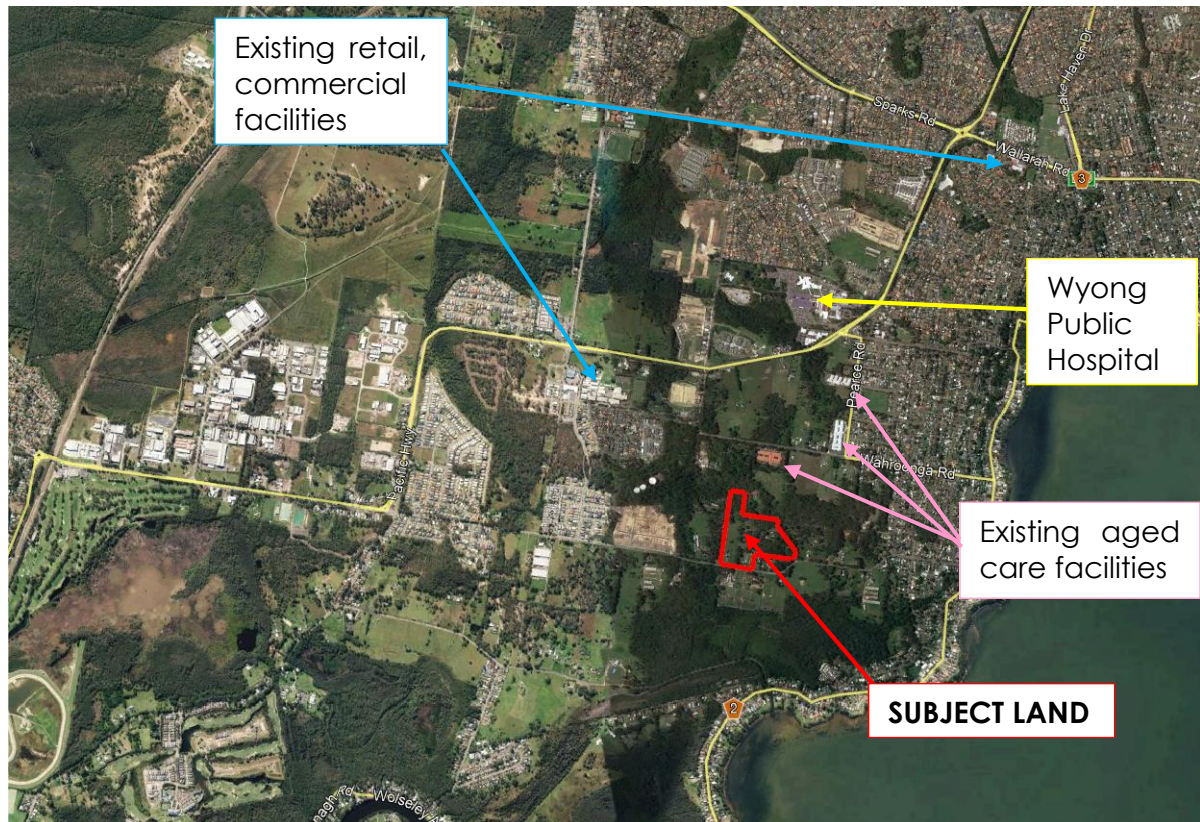 Existing retail,
commercial
facilities
Sparks Rd
Lake Haven Dr
Wallarah Rd
3
Wyong
Public
Hospital
Pearce Rd
Pacific Hwy
Wahroonga Rd
Existing aged
care facilities
SUBJECT LAND
2
Wolseley